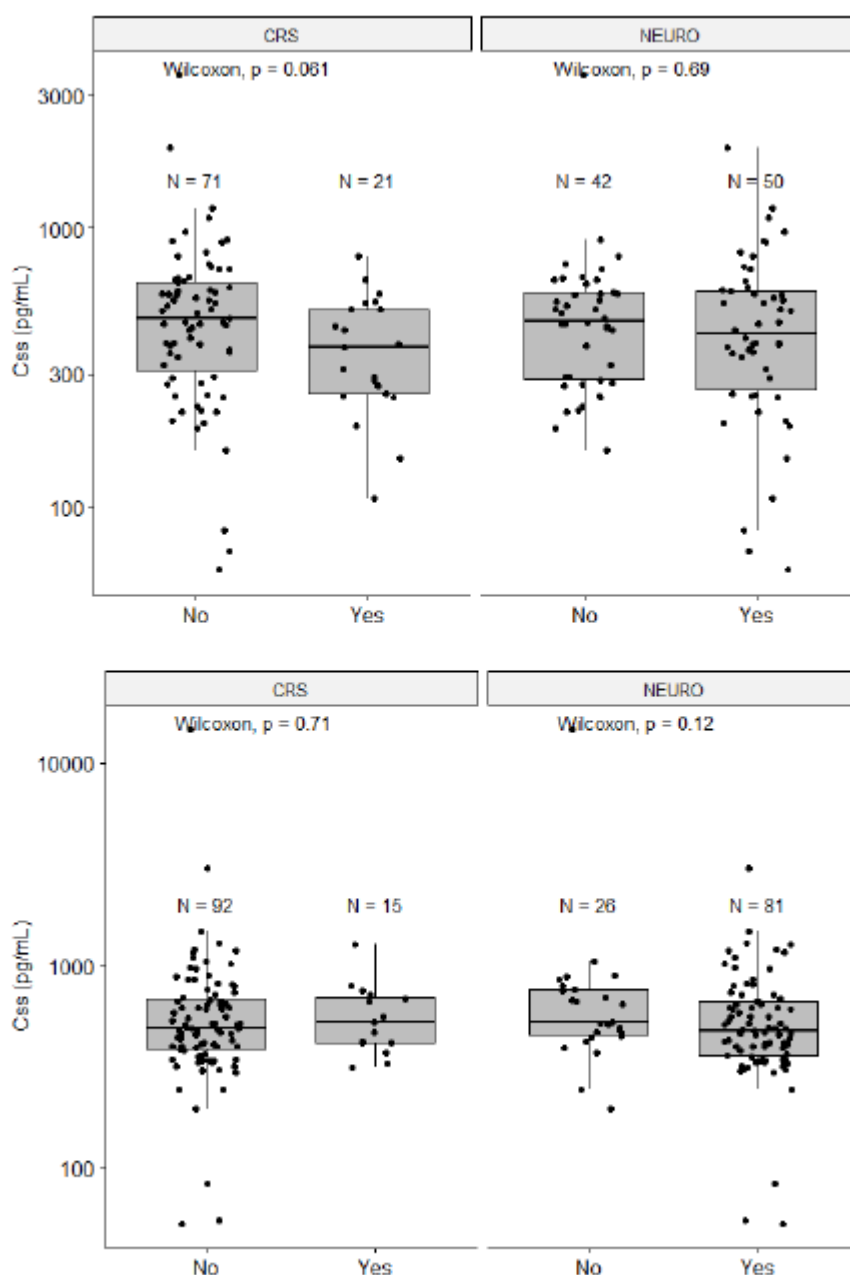 CRS NEURO
Wilcoxon, p = 0.061 Wilcoxon, p = 0.69
3000
N = 71 N = 21 N = 42 N = 50
1000
Css (pg/mL)
300
100
No Yes No Yes
CRS NEURO
Wilcoxon, p = 0.71 Wilcoxon, p = 0.12
10000
N = 92 N = 15 N = 26 N = 81
1000
Css (pg/mL)
100
No Yes No Yes